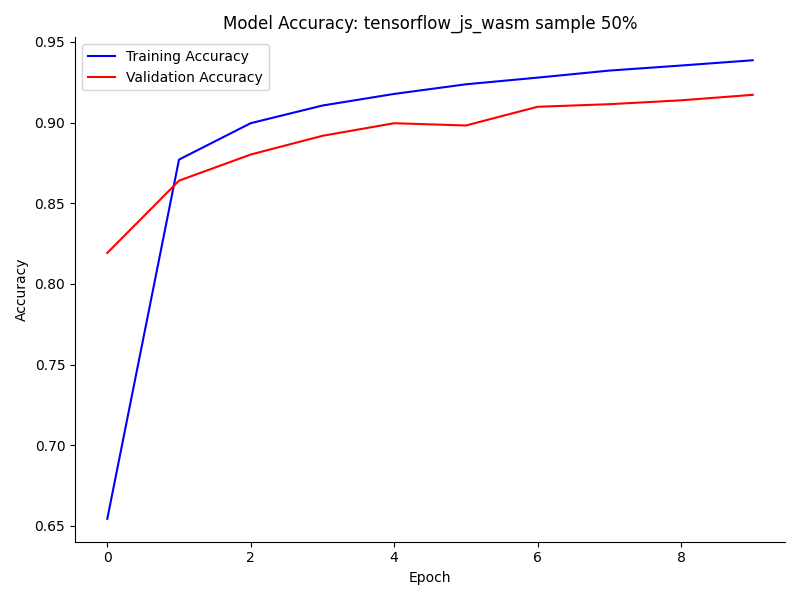 Model Accuracy: tensorflow_js_wasm sample 50%
Training Accuracy
Validation Accuracy
Accuracy
0.95
0.90
0.85
0.80
0.75
0.70
0.65
0 2 4 6 8
Epoch